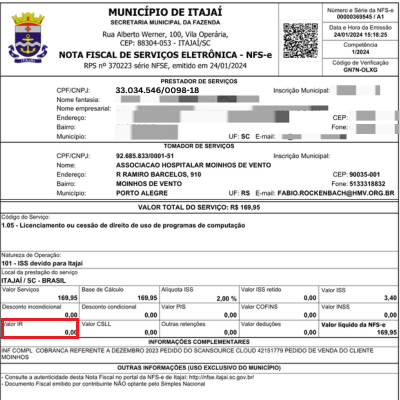 MUNICÍPIO DE ITAJAÍ
SECRETARIA MUNICIPAL DA FAZENDA
Rua Alberto Werner, 100, Vila Operária,
CEP: 88304-053 - ITAJAÍ/SC
NOTA FISCAL DE SERVIÇOS ELETRÔNICA - NFS-e
RPS nº 370223 série NFSE, emitido em 24/01/2024
Número e Série da NFS-e
00000369545 / A1
Data e Hora da Emissão
24/01/2024 15:18:25
Competência
1/2024
Código de Verificação
GN7N-OLXG
PRESTADOR DE SERVIÇOS
CPF/CNPJ: 33.034.546/0098-18 Inscrição Municipal:
Nome fantasia:
Nome empresarial:
Endereço: CEP:
Bairro: Fone:
Município: UF: SC E-mail:
TOMADOR DE SERVIÇOS
CPF/CNPJ: 92.685.833/0001-51 Inscrição Municipal:
Nome: ASSOCIACAO HOSPITALAR MOINHOS DE VENTO
Endereço: R RAMIRO BARCELOS, 910 CEP: 90035-001
Bairro: MOINHOS DE VENTO Fone: 5133318832
Município: PORTO ALEGRE UF: RS E-mail: FABIO.ROCKENBACH@HMV.ORG.BR
VALOR TOTAL DO SERVIÇO: R$ 169,95
Código do Serviço:
1.05 - Licenciamento ou cessão de direito de uso de programas de computação
Natureza de Operação:
101 - ISS devido para Itajaí
Local da prestação do serviço
ITAJAÍ / SC - BRASIL
Valor Serviços Base de Cálculo Alíquota ISS Valor ISS retido Valor ISS
169,95 169,95 2,00 % 0,00 3,40
Desconto incondicional Desconto condicional Valor PIS Valor COFINS Valor INSS
0,00 0,00 0,00 0,00 0,00
Valor IR Valor CSLL Outras retenções Valor deduções Valor líquido da NFS-e
0,00 0,00 0,00 0,00 169,95
INFORMAÇÕES COMPLEMENTARES
INF COMPL COBRANCA REFERENTE A DEZEMBRO 2023 PEDIDO DO SCANSOURCE CLOUD 42151779 PEDIDO DE VENDA DO CLIENTE
MOINHOS
OUTRAS INFORMAÇÕES (USO EXCLUSIVO DO MUNICÍPIO)
- Consulte a autenticidade desta Nota Fiscal no portal da NFS-e de Itajaí: http://nfse.itajai.sc.gov.br/
- Documento Fiscal emitido por contribuinte NÃO optante pelo Simples Nacional